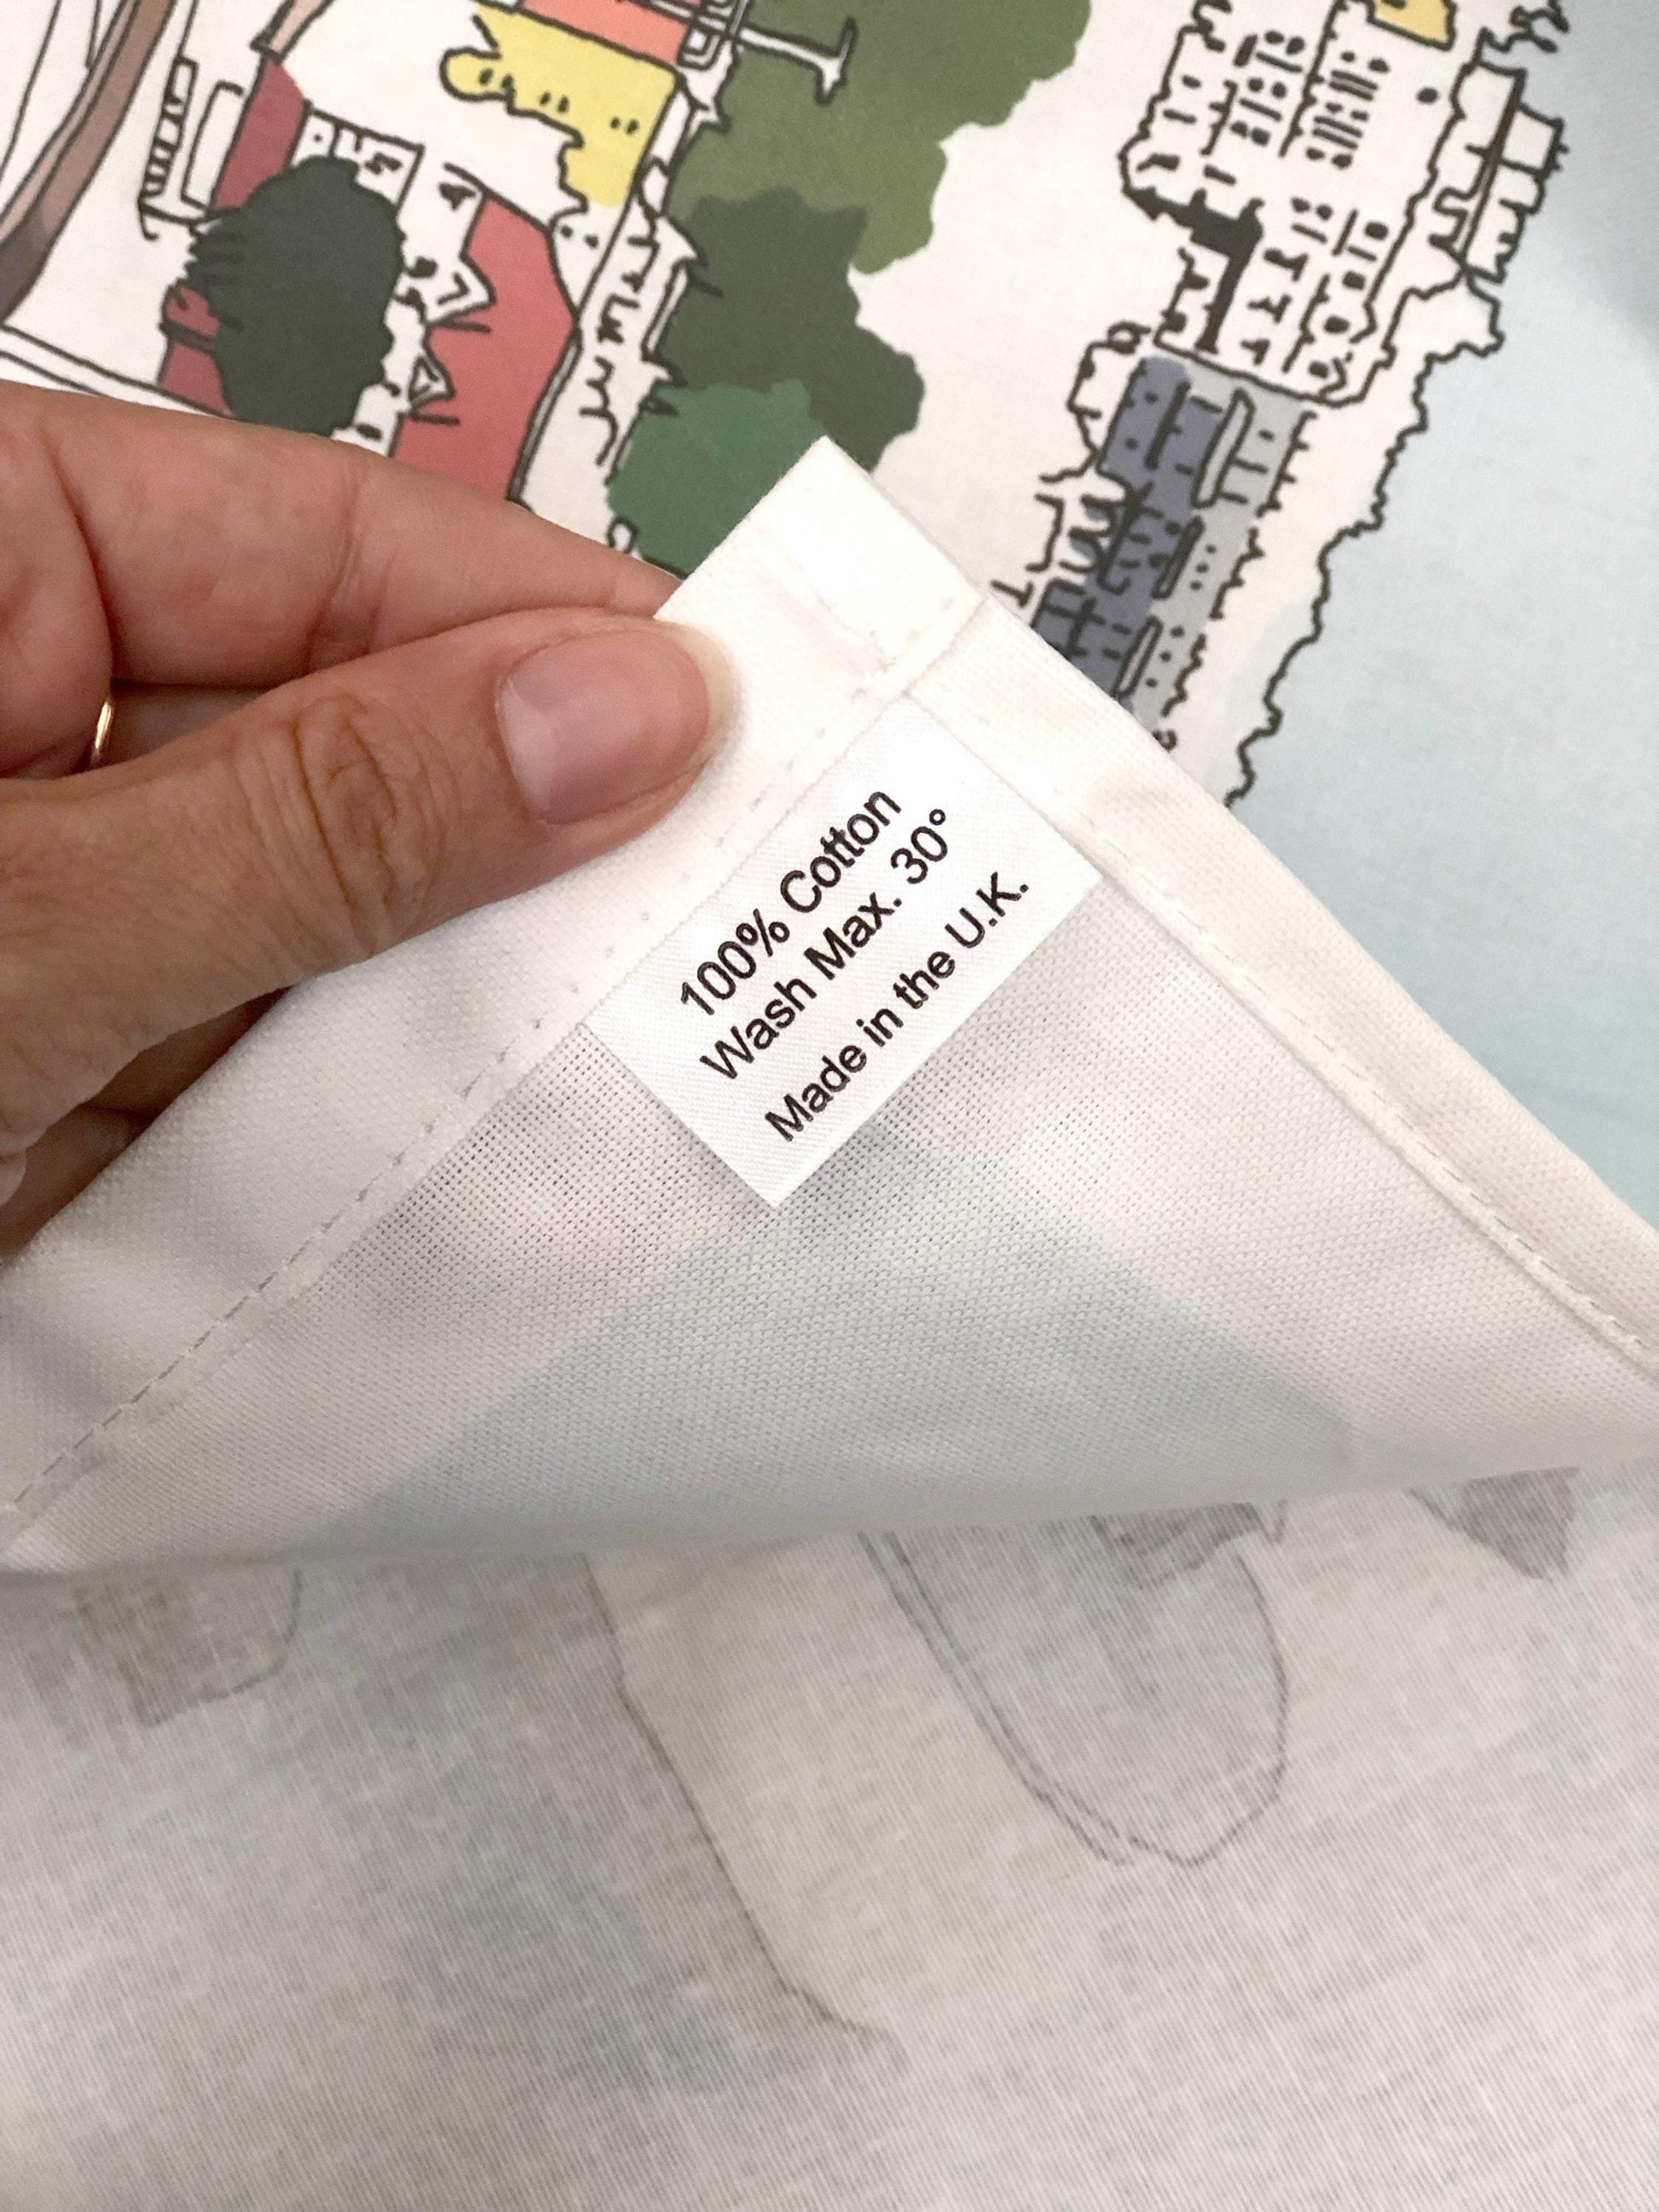 100% Cotton
Wash Max. 30°
Made in the U.K.